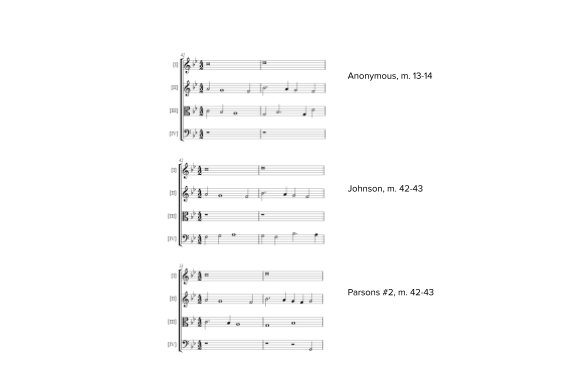 [I]
[II]
[III]
[IV]
Anonymous, m. 13-14
[I]
[II]
[III]
[IV]
Johnson, m. 42-43
[I]
[II]
[III]
[IV]
Parsons #2, m. 42-43